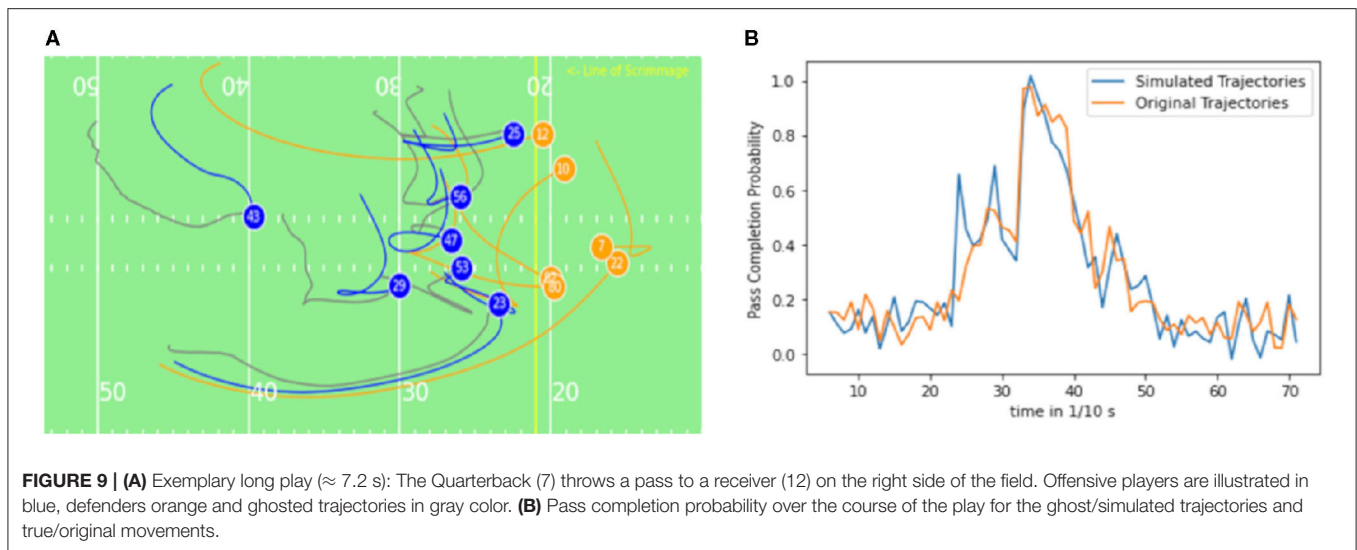 A
B
50
40
30
20
<- Line of Scrimmage
25
12
10
56
43
47
7
53
22
80
29
23
50
40
30
20
Simulated Trajectories
Original Trajectories
Pass Completion Probability
1.0
0.8
0.6
0.4
0.2
0.0
10 20 30 40 50 60 70
time in 1/10 s
FIGURE 9 | (A) Exemplary long play (≈ 7.2 s): The Quarterback (7) throws a pass to a receiver (12) on the right side of the field. Offensive players are illustrated in
blue, defenders orange and ghosted trajectories in gray color. (B) Pass completion probability over the course of the play for the ghost/simulated trajectories and
true/original movements.